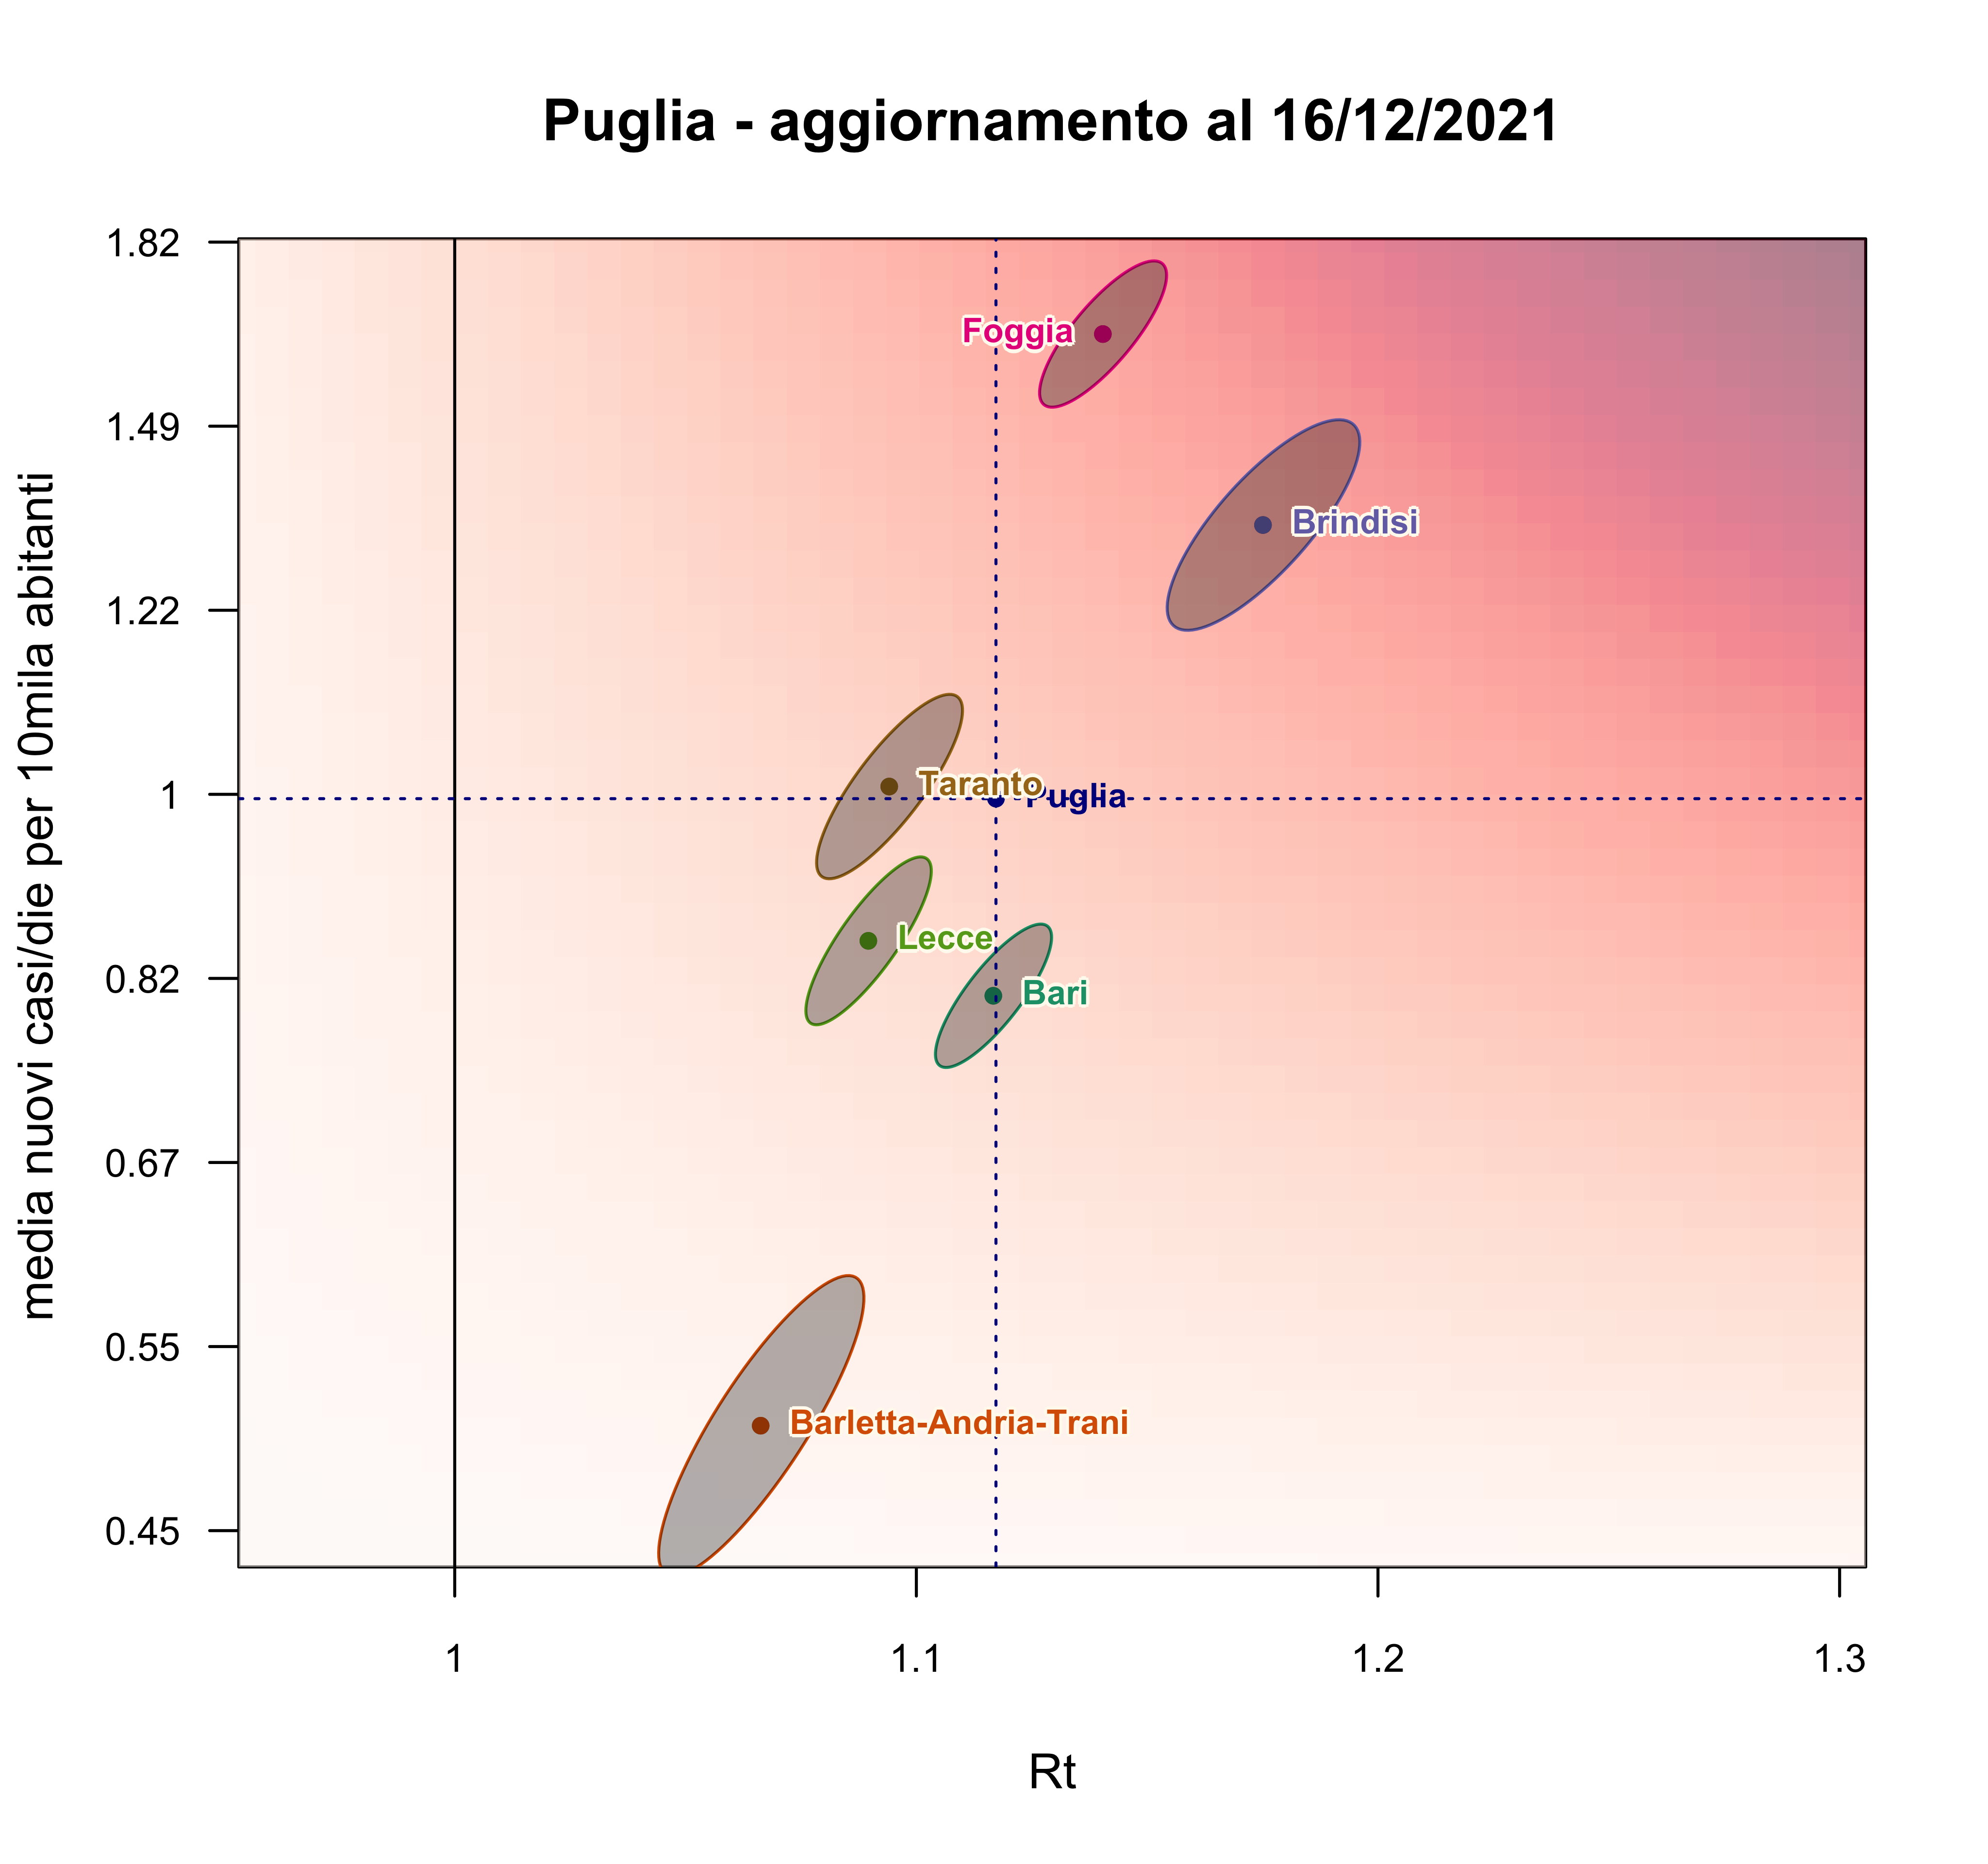 Puglia - aggiornamento al 16/12/2021
media nuovi casi/die per 10mila abitanti
1.82
1.49
1.22
1
0.82
0.67
0.55
0.45
Foggia
Brindisi
Taranto
Puglia
Lecce
Bari
Barletta-Andria-Trani
1
1.1
1.2
1.3
Rt